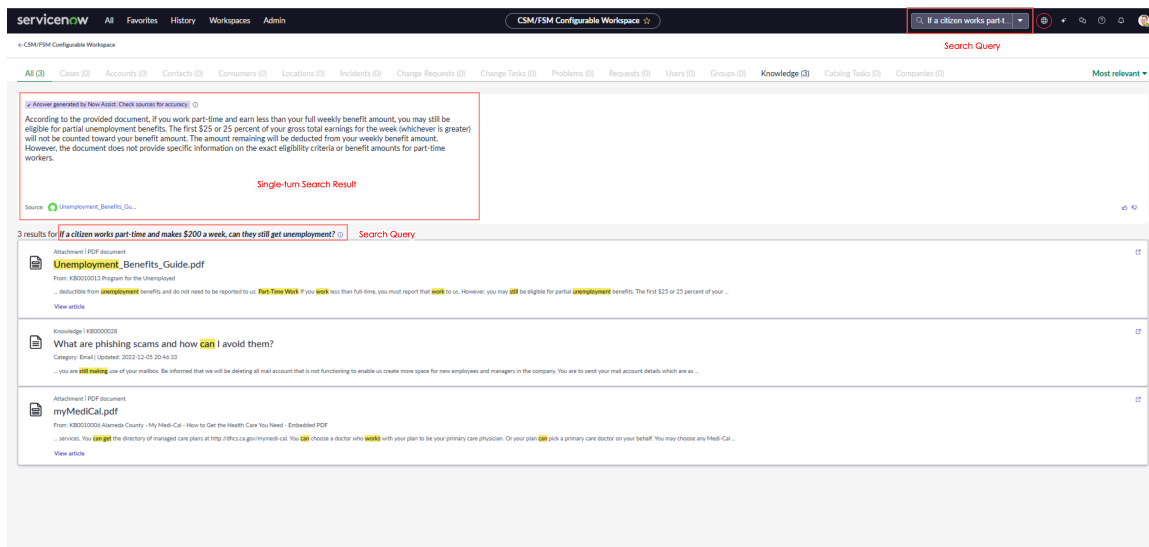 servicenow All Favorites History Workspaces Admin CSM/FSM Configurable Workspace ☆ If a citizen works part-t...
Search Query
CSM/FSM Configurable Workspace
All (3) Cases (0) Accounts (0) Contacts (0) Consumers (0) Locations (0) Incidents (0) Change Requests (0) Change Tasks (0) Problems (0) Requests (0) Users (0) Groups (0) Knowledge (3) Catalog Tasks (0) Companies (0) Most relevant
Answer generated by Now Assist. Check sources for accuracy.
According to the provided document, if you work part-time and earn less than your full weekly benefit amount, you may still be
eligible for partial unemployment benefits. The first $25 or 25 percent of your gross total earnings for the week (whichever is greater)
will not be counted toward your benefit amount. The amount remaining will be deducted from your weekly benefit amount.
However, the document does not provide specific information on the exact eligibility criteria or benefit amounts for part-time
workers.
Single-turn Search Result
Source: Unemployment_Benefits_Gu...
3 results for If a citizen works part-time and makes $200 a week, can they still get unemployment? Search Query
Attachment | PDF document
Unemployment_Benefits_Guide.pdf
From: KB0010013 Program for the Unemployed
... deductible from unemployment benefits and do not need to be reported to us. Part-Time Work If you work less than full-time, you must report that work to us. However, you may still be eligible for partial unemployment benefits. The first $25 or 25 percent of your ...
View article
Knowledge | KB0000028
What are phishing scams and how can I avoid them?
Category: Email | Updated: 2022-12-05 20:46:33
... you are still making use of your mailbox. Be informed that we will be deleting all mail account that is not functioning to enable us create more space for new employees and managers in the company, You are to send your mail account details which are as ...
Attachment | PDF document
myMediCal.pdf
From: KB0010006 Alameda County - My Medi-Cal - How to Get the Health Care You Need - Embedded PDF
... services. You can get the directory of managed care plans at http://dhcs.ca.gov/mymedi-cal. You can choose a doctor who works with your plan to be your primary care physician. Or your plan can pick a primary care doctor on your behalf. You may choose any Medi-Cal ...
View article